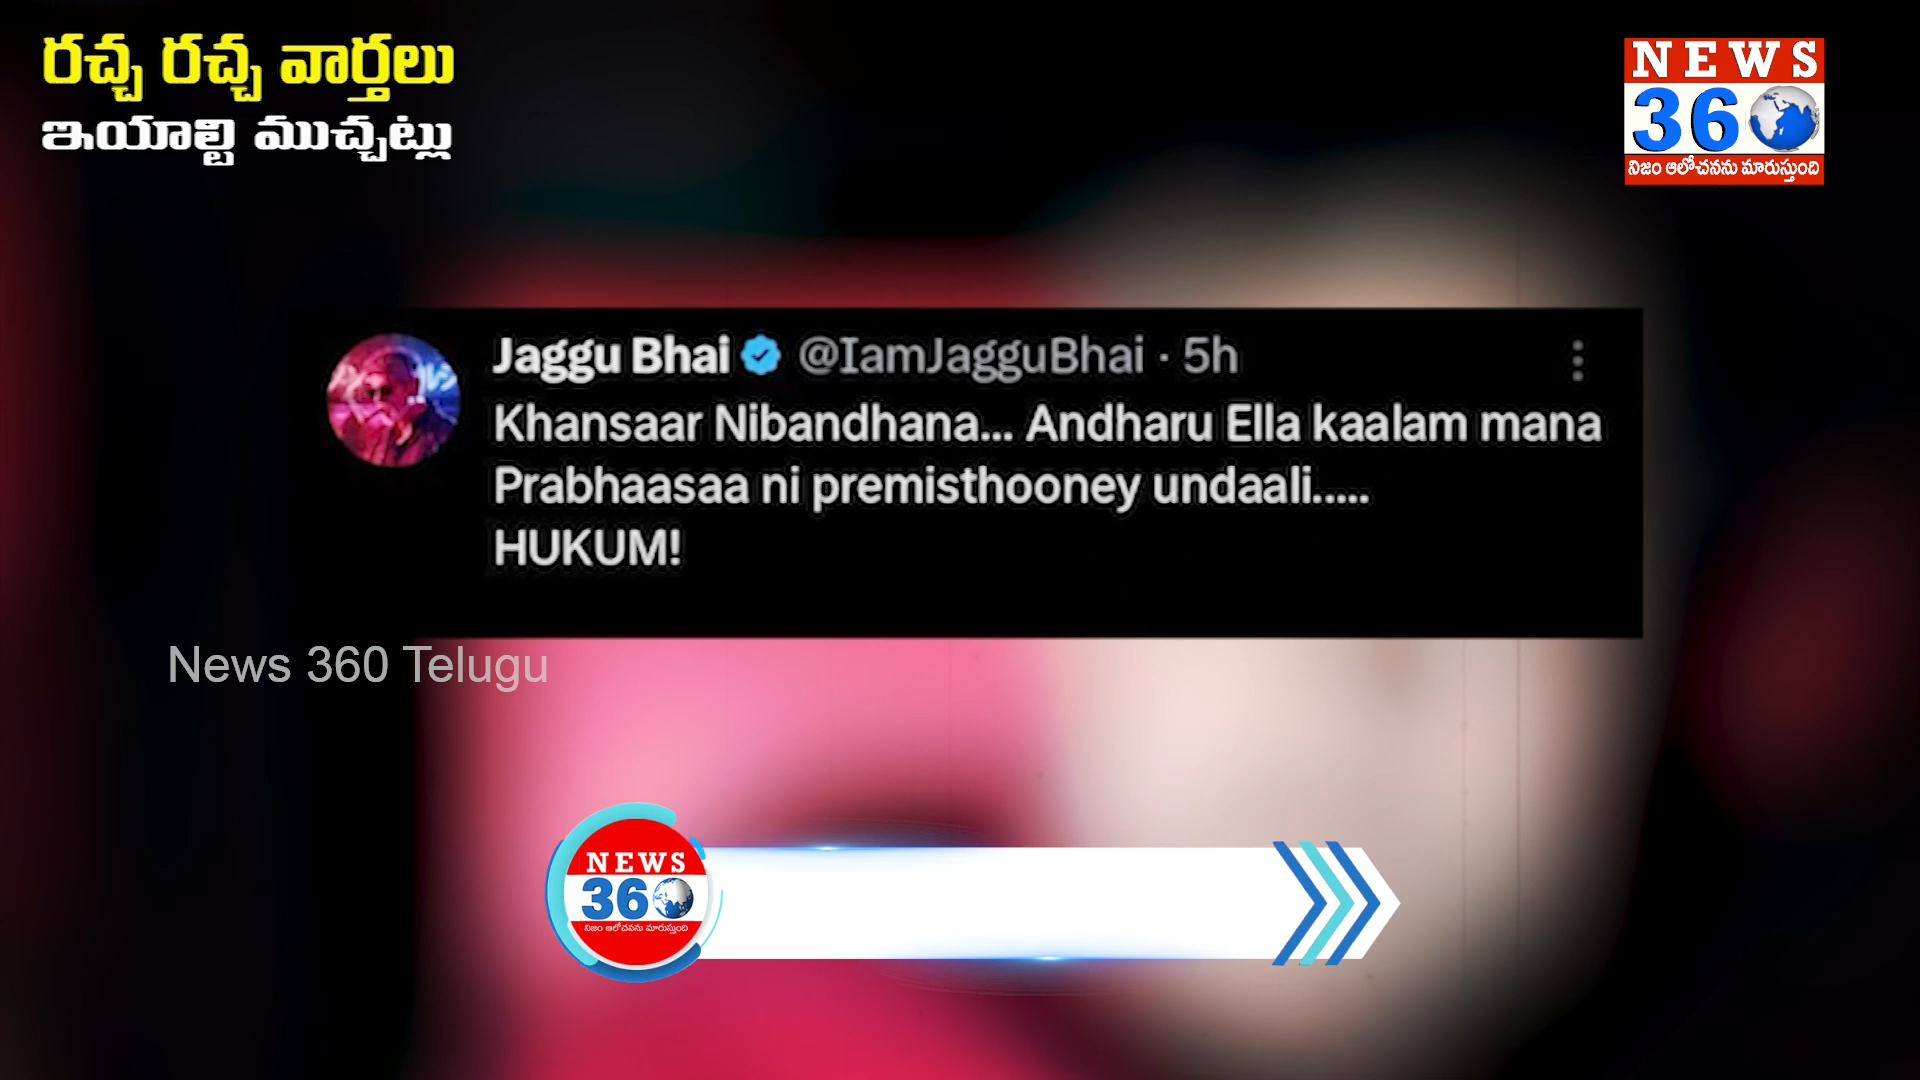 రచ్చ రచ్చ వార్తలు
ఇయాల్టి ముచ్చట్లు
NEWS
360
నిజం ఆలోచనను మారుస్తుంది
Jaggu Bhai @IamJagguBhai · 5h
Khansaar Nibandhana... Andharu Ella kaalam mana
Prabhaasaa ni premisthooney undaali.....
HUKUM!
News 360 Telugu
NEWS
360
నిజం ఆలోచనను మారుస్తుంది